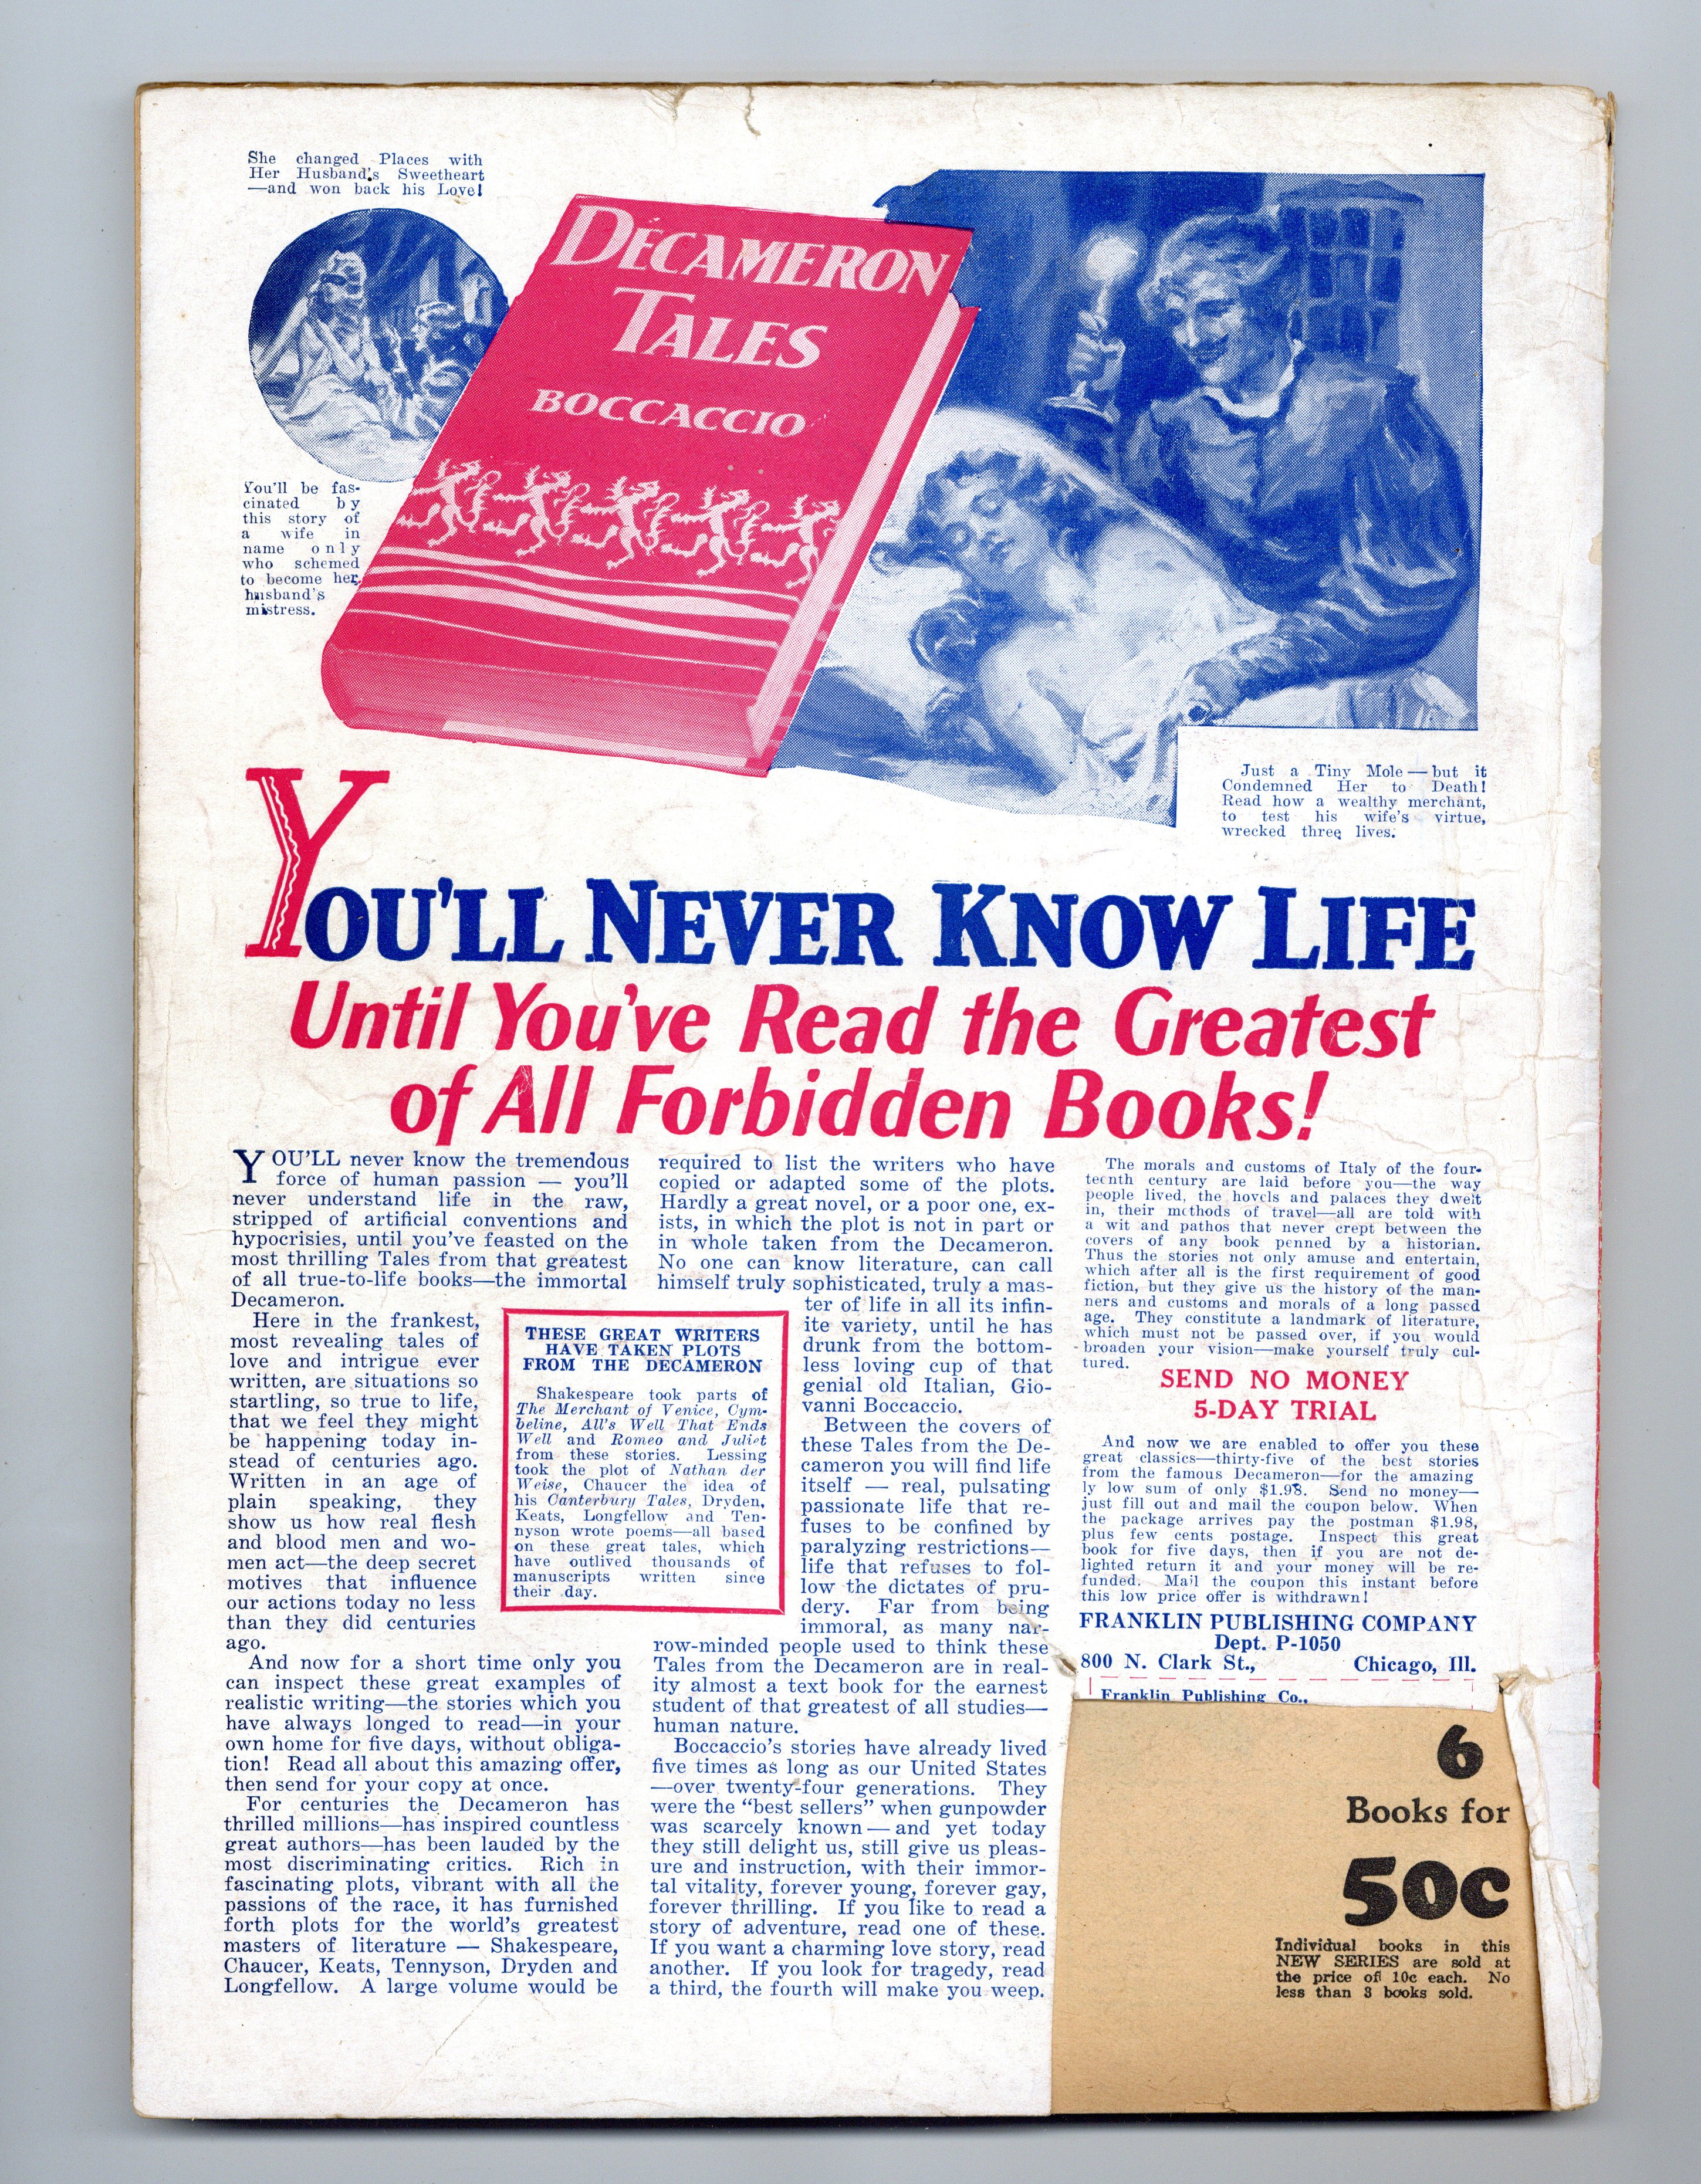 She changed Places with
Her Husband's Sweetheart
—and won back his Love!
DECAMERON
TALES
BOCCACCIO
You'll be fas-
cinated by
this story of
a wife in
name only
who schemed
to become her
husband's
mistress.
Just a Tiny Mole — but it
Condemned Her to Death!
Read how a wealthy merchant,
to test his wife's virtue,
wrecked three lives.
YOU'LL NEVER KNOW LIFE
Until You've Read the Greatest
of All Forbidden Books!
YOU'LL never know the tremendous
force of human passion — you'll
never understand life in the raw,
stripped of artificial conventions and
hypocrisies, until you've feasted on the
most thrilling Tales from that greatest
of all true-to-life books—the immortal
Decameron.
Here in the frankest,
most revealing tales of
love and intrigue ever
written, are situations so
startling, so true to life,
that we feel they might
be happening today in-
stead of centuries ago.
Written in an age of
plain speaking, they
show us how real flesh
and blood men and wo-
men act—the deep secret
motives that influence
our actions today no less
than they did centuries
ago.
And now for a short time only you
can inspect these great examples of
realistic writing—the stories which you
have always longed to read—in your
own home for five days, without obliga-
tion! Read all about this amazing offer,
then send for your copy at once.
For centuries the Decameron has
thrilled millions—has inspired countless
great authors—has been lauded by the
most discriminating critics. Rich in
fascinating plots, vibrant with all the
passions of the race, it has furnished
forth plots for the world's greatest
masters of literature — Shakespeare,
Chaucer, Keats, Tennyson, Dryden and
Longfellow. A large volume would be
THESE GREAT WRITERS
HAVE TAKEN PLOTS
FROM THE DECAMERON
Shakespeare took parts of
The Merchant of Venice, Cym-
beline, All's Well That Ends
Well and Romeo and Juliet
from these stories. Lessing
took the plot of Nathan der
Weise, Chaucer the idea of
his Canterbury Tales, Dryden,
Keats, Longfellow and Ten-
nyson wrote poems—all based
on these great tales, which
have outlived thousands of
manuscripts written since
their day.
required to list the writers who have
copied or adapted some of the plots.
Hardly a great novel, or a poor one, ex-
ists, in which the plot is not in part or
in whole taken from the Decameron.
No one can know literature, can call
himself truly sophisticated, truly a mas-
ter of life in all its infin-
ite variety, until he has
drunk from the bottom-
less loving cup of that
genial old Italian, Gio-
vanni Boccaccio.
Between the covers of
these Tales from the De-
cameron you will find life
itself — real, pulsating
passionate life that re-
fuses to be confined by
paralyzing restrictions—
life that refuses to fol-
low the dictates of pru-
dery. Far from being
immoral, as many nar-
row-minded people used to think these
Tales from the Decameron are in real-
ity almost a text book for the earnest
student of that greatest of all studies—
human nature.
Boccaccio's stories have already lived
five times as long as our United States
—over twenty-four generations. They
were the "best sellers" when gunpowder
was scarcely known — and yet today
they still delight us, still give us pleas-
ure and instruction, with their immor-
tal vitality, forever young, forever gay,
forever thrilling. If you like to read a
story of adventure, read one of these.
If you want a charming love story, read
another. If you look for tragedy, read
a third, the fourth will make you weep.
The morals and customs of Italy of the four-
teenth century are laid before you—the way
people lived, the hovels and palaces they dwelt
in, their methods of travel—all are told with
a wit and pathos that never crept between the
covers of any book penned by a historian.
Thus the stories not only amuse and entertain,
which after all is the first requirement of good
fiction, but they give us the history of the man-
ners and customs and morals of a long passed
age. They constitute a landmark of literature,
which must not be passed over, if you would
broaden your vision—make yourself truly cul-
tured.
SEND NO MONEY
5-DAY TRIAL
And now we are enabled to offer you these
great classics—thirty-five of the best stories
from the famous Decameron—for the amazing
ly low sum of only $1.98. Send no money—
just fill out and mail the coupon below. When
the package arrives pay the postman $1.98,
plus few cents postage. Inspect this great
book for five days, then if you are not de-
lighted return it and your money will be re-
funded. Mail the coupon this instant before
this low price offer is withdrawn!
FRANKLIN PUBLISHING COMPANY
Dept. P-1050
800 N. Clark St., Chicago, Ill.
Franklin Publishing Co.,
6
Books for
50c
Individual books in this
NEW SERIES are sold at
the price of 10c each. No
less than 3 books sold.